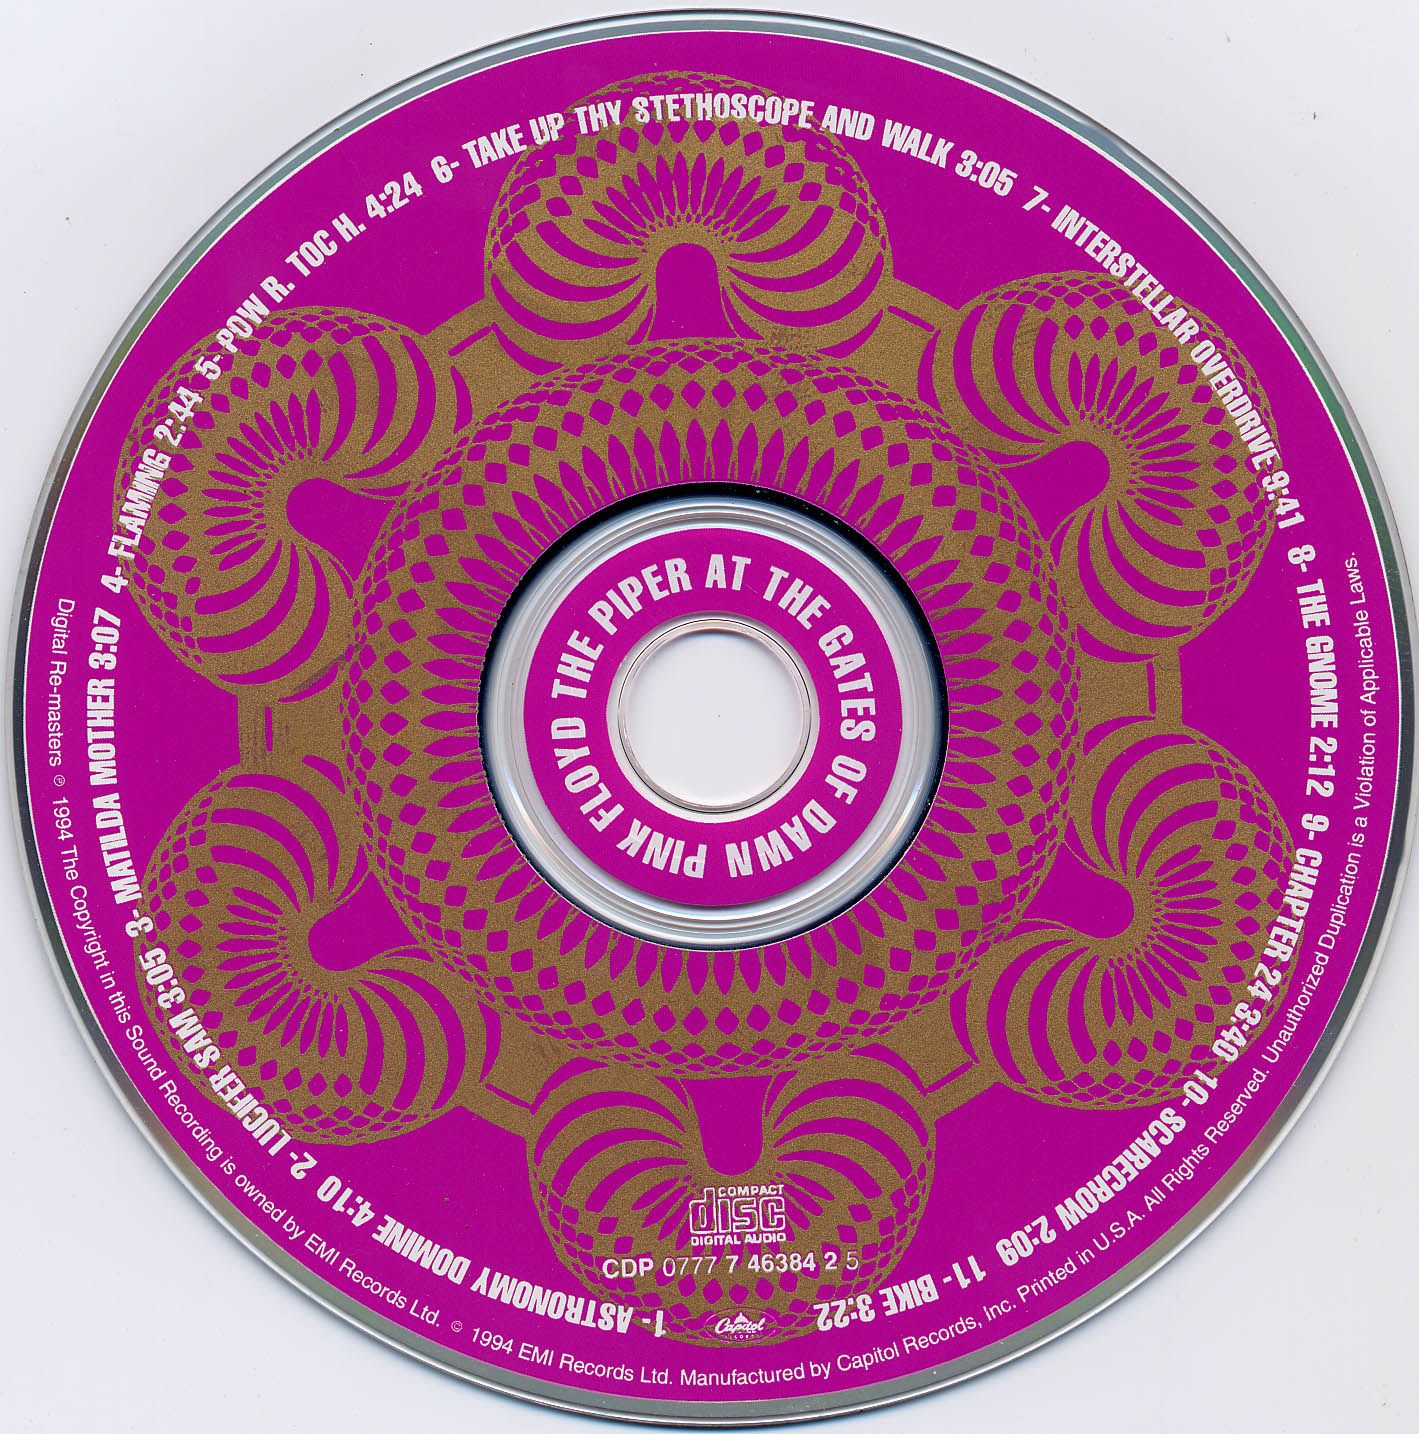 1- ASTRONOMY DOMINE 4:10 2- LUCIFER SAM 3:05 3- MATILDA MOTHER 3:07 4- FLAMING 2:44 5- POW R. TOC H. 4:24 6- TAKE UP THY STETHOSCOPE AND WALK 3:05 7- INTERSTELLAR OVERDRIVE 9:41 8- THE GNOME 2:12 9- CHAPTER 24 3:40 10- SCARECROW 2:09 11- BIKE 3:22
PINK FLOYD THE PIPER AT THE GATES OF DAWN
COMPACT
disc
DIGITAL AUDIO
CDP 0777 7 46384 2 5
Capitol
RECORDS
Digital Re-masters ℗ 1994 The Copyright in this Sound Recording is owned by EMI Records Ltd. © 1994 EMI Records Ltd. Manufactured by Capitol Records, Inc. Printed in U.S.A. All Rights Reserved. Unauthorized Duplication is a Violation of Applicable Laws.